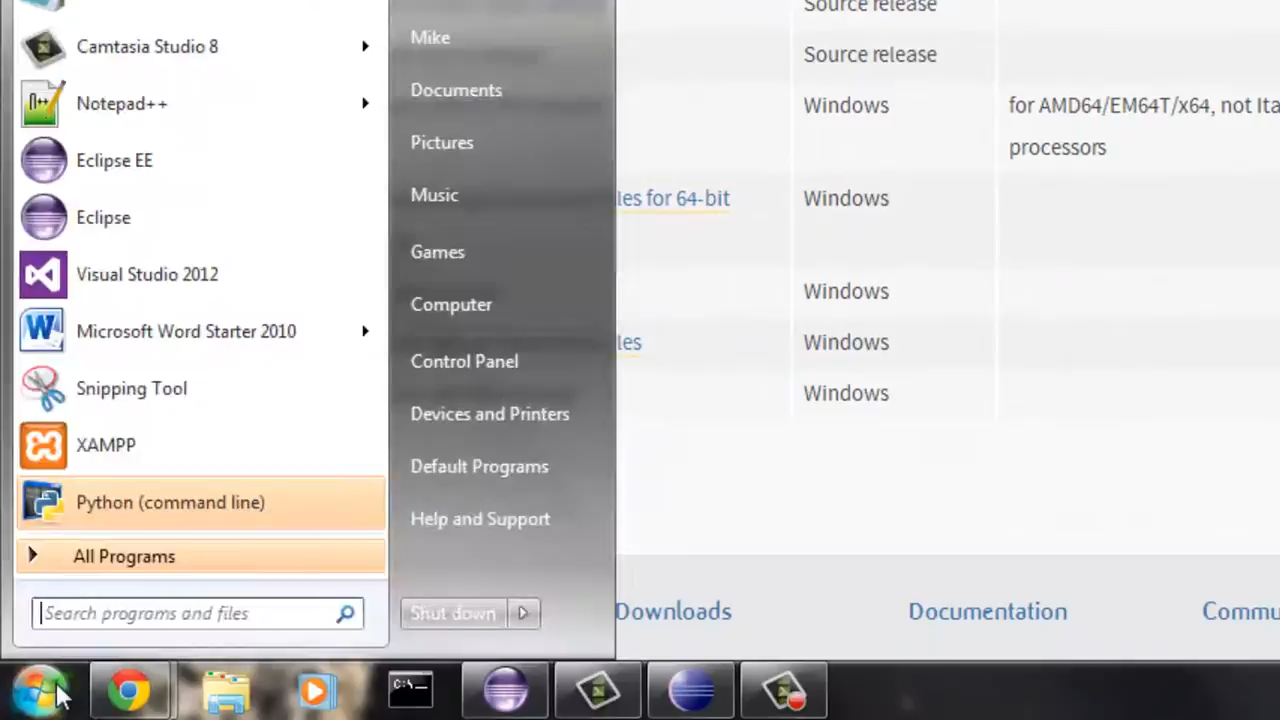 Camtasia Studio 8
Notepad++
Eclipse EE
Eclipse
Visual Studio 2012
Microsoft Word Starter 2010
Snipping Tool
XAMPP
Python (command line)
All Programs
Search programs and files
Mike
Documents
Pictures
Music
Games
Computer
Control Panel
Devices and Printers
Default Programs
Help and Support
Shut down
Source release
Source release
Windows for AMD64/EM64T/x64, not Ita
processors
les for 64-bit Windows
Windows
les Windows
Windows
Downloads Documentation Commu
C:\_